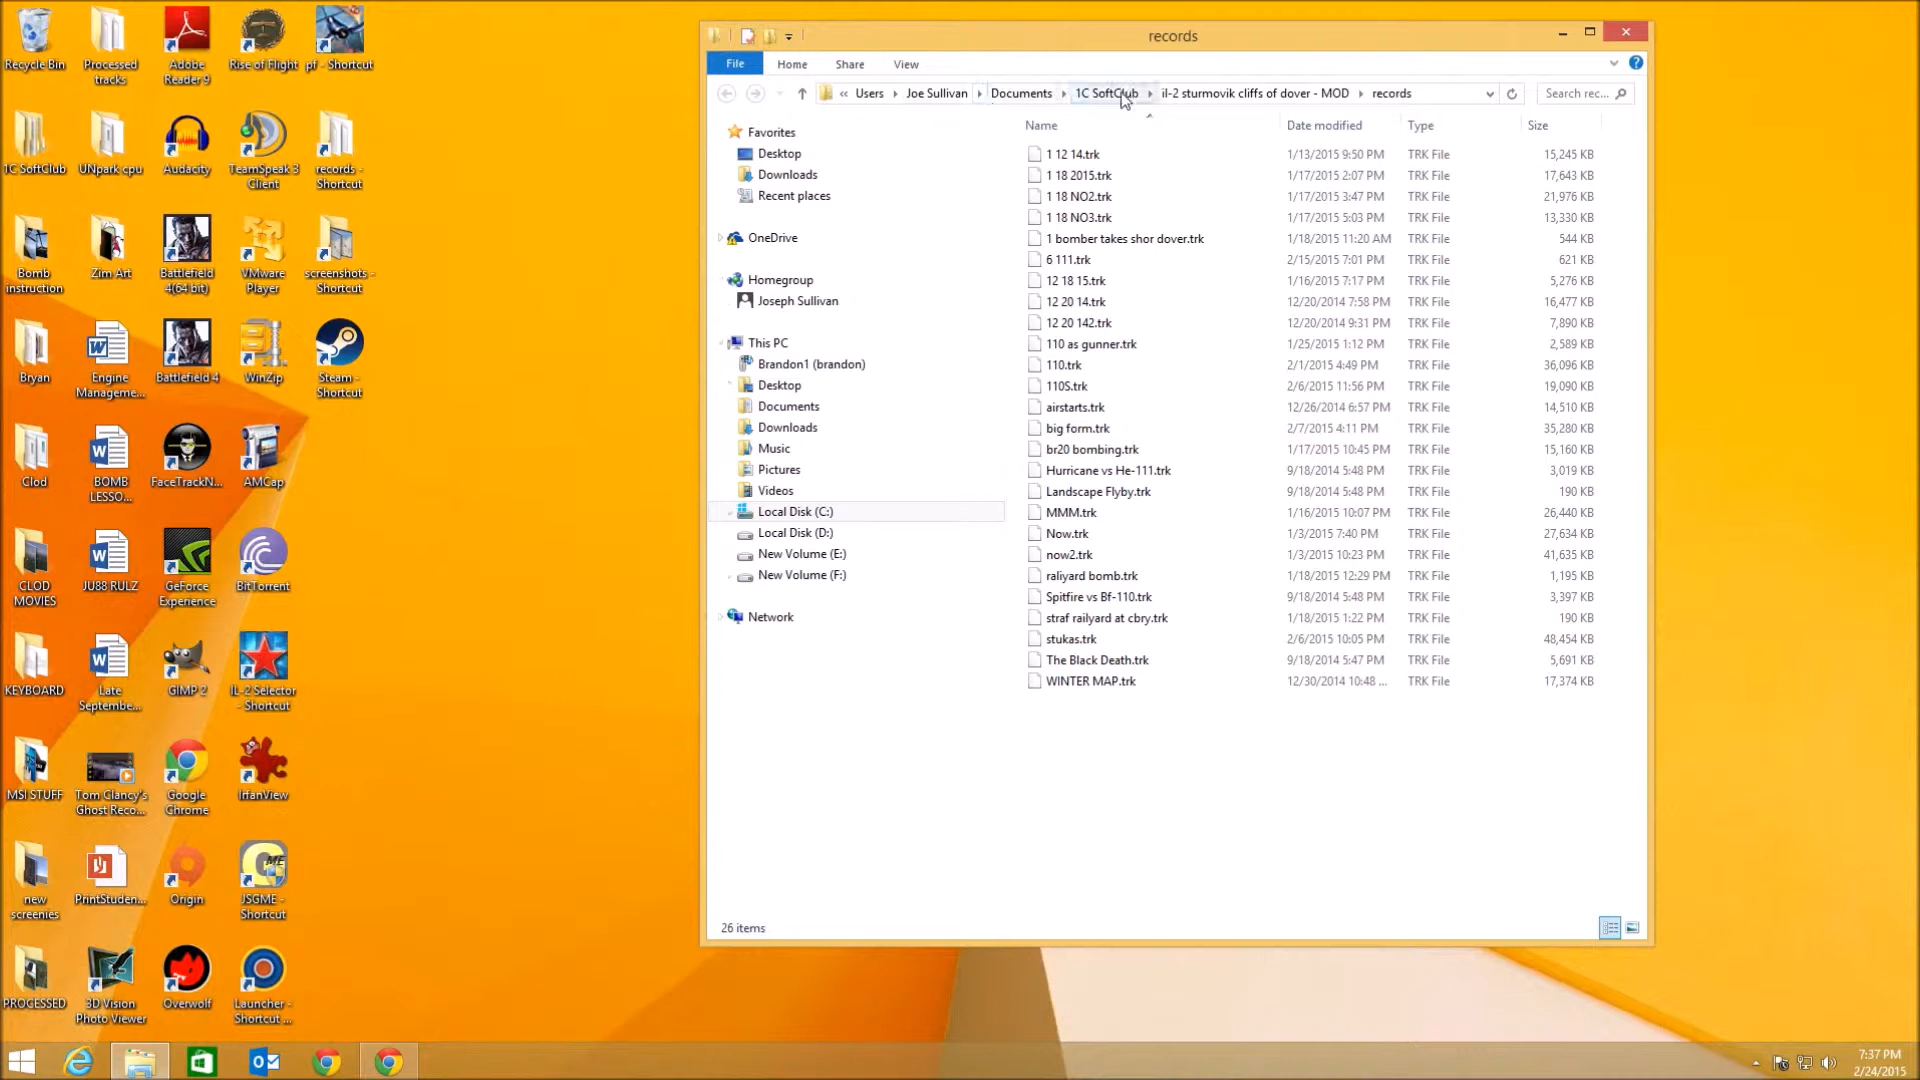 Recycle Bin
Processed tracks
Adobe Reader 9
Rise of Flight
pf - Shortcut
1C SoftClub
UNpark cpu
Audacity
TeamSpeak 3 Client
records - Shortcut
Bomb instruction
Zim Art
Battlefield 4(64 bit)
VMware Player
screenshots - Shortcut
Bryan
Engine Manageme...
Battlefield 4
WinZip
Steam - Shortcut
Clod
BOMB LESSO...
FaceTrackN...
AMCap
CLOD MOVIES
JU88 RULZ
GeForce Experience
BitTorrent
KEYBOARD
Late Septembe...
GIMP 2
IL-2 Selector - Shortcut
MSI STUFF
Tom Clancy's Ghost Reco...
Google Chrome
IrfanView
new screenies
PrintStuden...
Origin
JSGME - Shortcut
PROCESSED
3D Vision Photo Viewer
Overwolf
Launcher - Shortcut ...
records
File Home Share View
« Users Joe Sullivan Documents 1C SoftClub il-2 sturmovik cliffs of dover - MOD records
Search rec...
Favorites
Desktop
Downloads
Recent places
OneDrive
Homegroup
Joseph Sullivan
This PC
Brandon1 (brandon)
Desktop
Documents
Downloads
Music
Pictures
Videos
Local Disk (C:)
Local Disk (D:)
New Volume (E:)
New Volume (F:)
Network
Name Date modified Type Size
1 12 14.trk 1/13/2015 9:50 PM TRK File 15,245 KB
1 18 2015.trk 1/17/2015 2:07 PM TRK File 17,643 KB
1 18 NO2.trk 1/17/2015 3:47 PM TRK File 21,976 KB
1 18 NO3.trk 1/17/2015 5:03 PM TRK File 13,330 KB
1 bomber takes shor dover.trk 1/18/2015 11:20 AM TRK File 544 KB
6 111.trk 2/15/2015 7:01 PM TRK File 621 KB
12 18 15.trk 1/16/2015 7:17 PM TRK File 5,276 KB
12 20 14.trk 12/20/2014 7:58 PM TRK File 16,477 KB
12 20 142.trk 12/20/2014 9:31 PM TRK File 7,890 KB
110 as gunner.trk 1/25/2015 1:12 PM TRK File 2,589 KB
110.trk 2/1/2015 4:49 PM TRK File 36,096 KB
110S.trk 2/6/2015 11:56 PM TRK File 19,090 KB
airstarts.trk 12/26/2014 6:57 PM TRK File 14,510 KB
big form.trk 2/7/2015 4:11 PM TRK File 35,280 KB
br20 bombing.trk 1/17/2015 10:45 PM TRK File 15,160 KB
Hurricane vs He-111.trk 9/18/2014 5:48 PM TRK File 3,019 KB
Landscape Flyby.trk 9/18/2014 5:48 PM TRK File 190 KB
MMM.trk 1/16/2015 10:07 PM TRK File 26,440 KB
Now.trk 1/3/2015 7:40 PM TRK File 27,634 KB
now2.trk 1/3/2015 10:23 PM TRK File 41,635 KB
raliyard bomb.trk 1/18/2015 12:29 PM TRK File 1,195 KB
Spitfire vs Bf-110.trk 9/18/2014 5:48 PM TRK File 3,397 KB
straf railyard at cbry.trk 1/18/2015 1:22 PM TRK File 190 KB
stukas.trk 2/6/2015 10:05 PM TRK File 48,454 KB
The Black Death.trk 9/18/2014 5:47 PM TRK File 5,691 KB
WINTER MAP.trk 12/30/2014 10:48 ... TRK File 17,374 KB
26 items
7:37 PM
2/24/2015